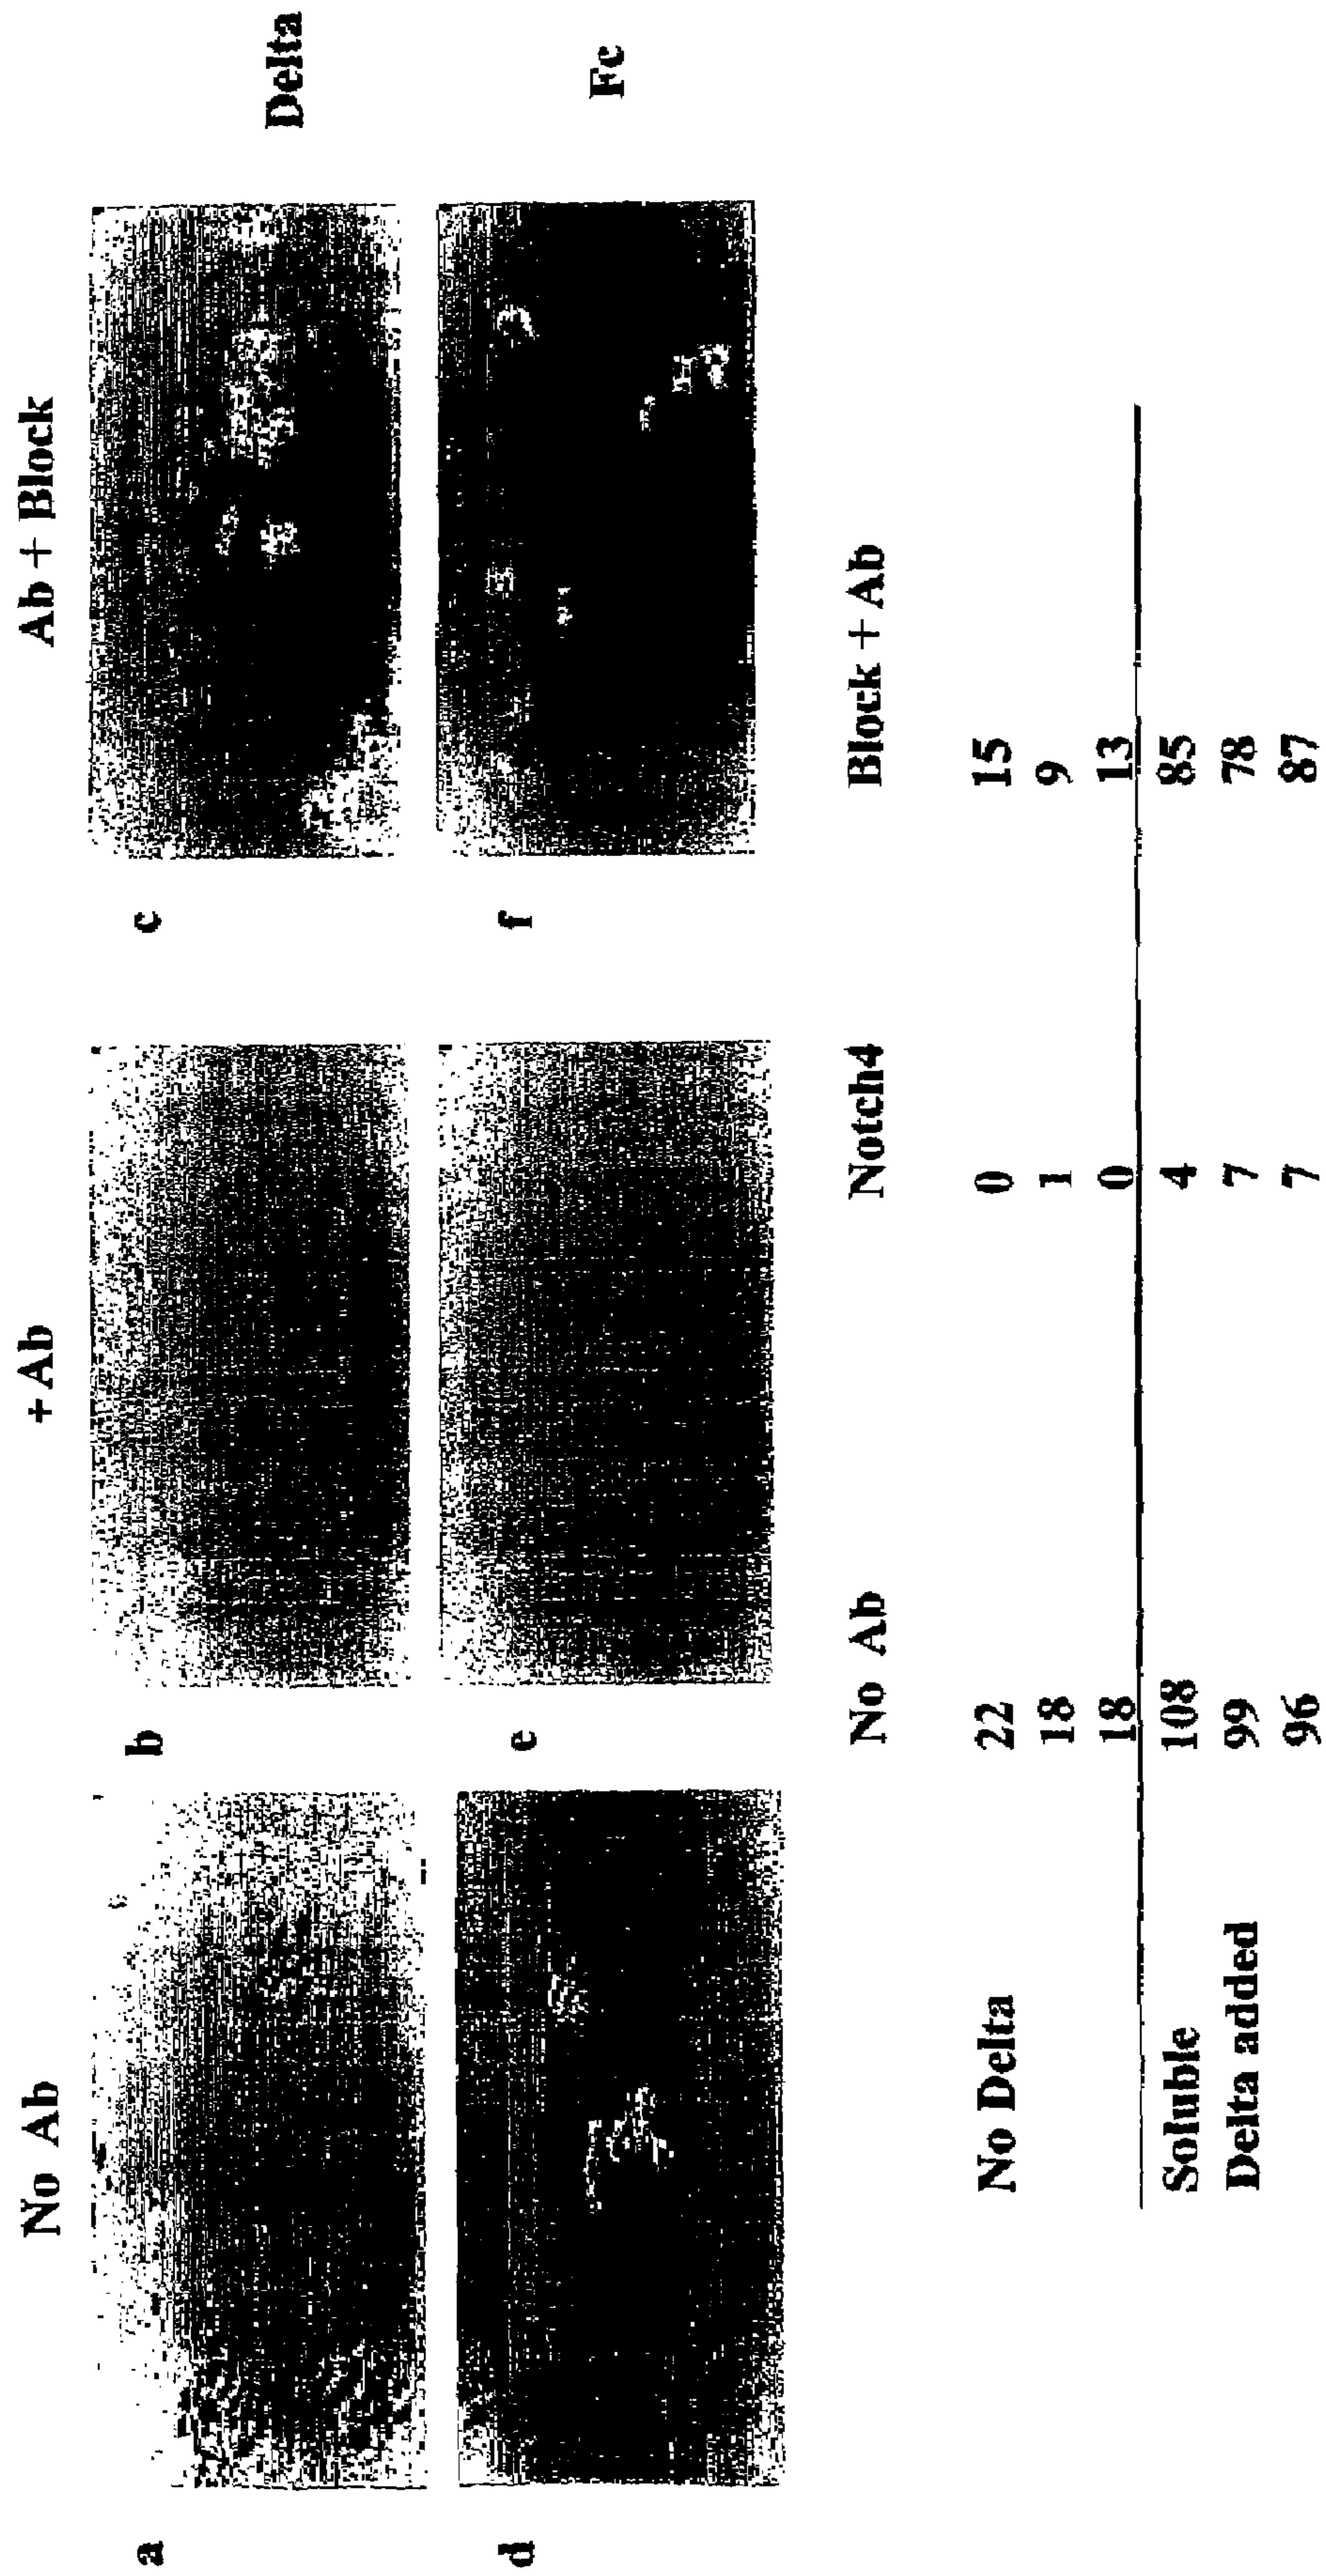 No Ab + Ab Ab + Block
a b c Delta
d e f Fc
No Ab Notch4 Block + Ab
No Delta 22 0 15
18 1 9
18 0 13
Soluble 108 4 85
Delta added 99 7 78
96 7 87